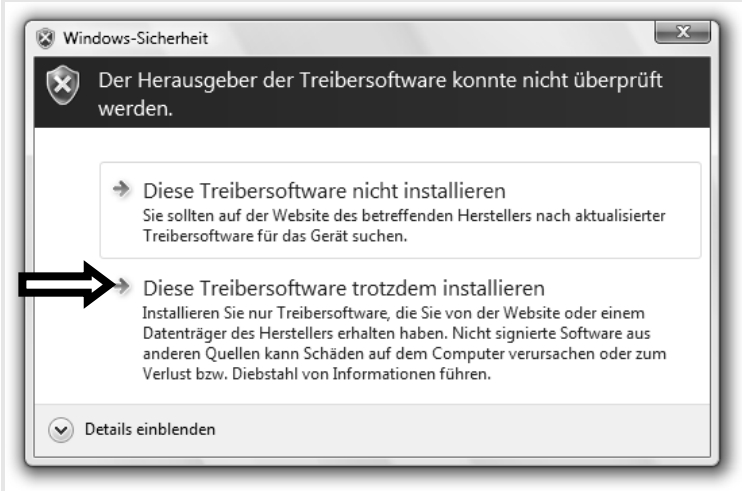 Windows-Sicherheit
Der Herausgeber der Treibersoftware konnte nicht überprüft
werden.
Diese Treibersoftware nicht installieren
Sie sollten auf der Website des betreffenden Herstellers nach aktualisierter
Treibersoftware für das Gerät suchen.
Diese Treibersoftware trotzdem installieren
Installieren Sie nur Treibersoftware, die Sie von der Website oder einem
Datenträger des Herstellers erhalten haben. Nicht signierte Software aus
anderen Quellen kann Schäden auf dem Computer verursachen oder zum
Verlust bzw. Diebstahl von Informationen führen.
Details einblenden